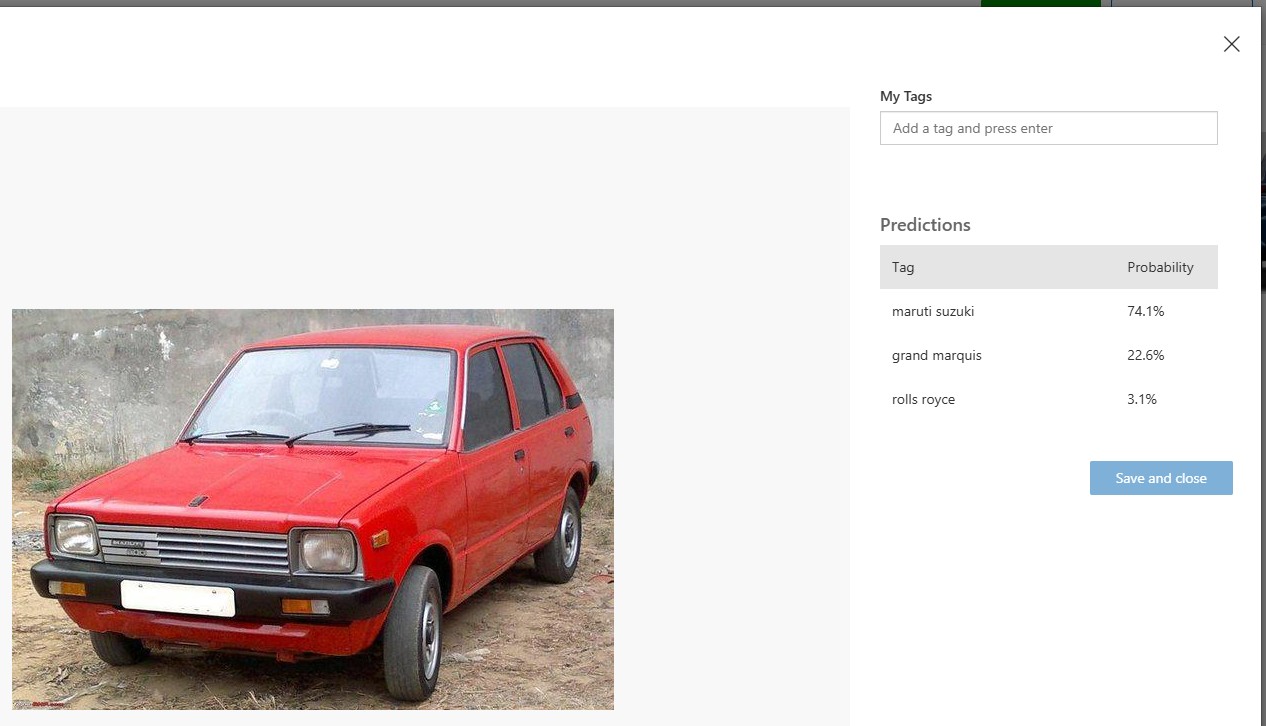 My Tags
Add a tag and press enter
Predictions
Tag Probability
maruti suzuki 74.1%
grand marquis 22.6%
rolls royce 3.1%
Save and close